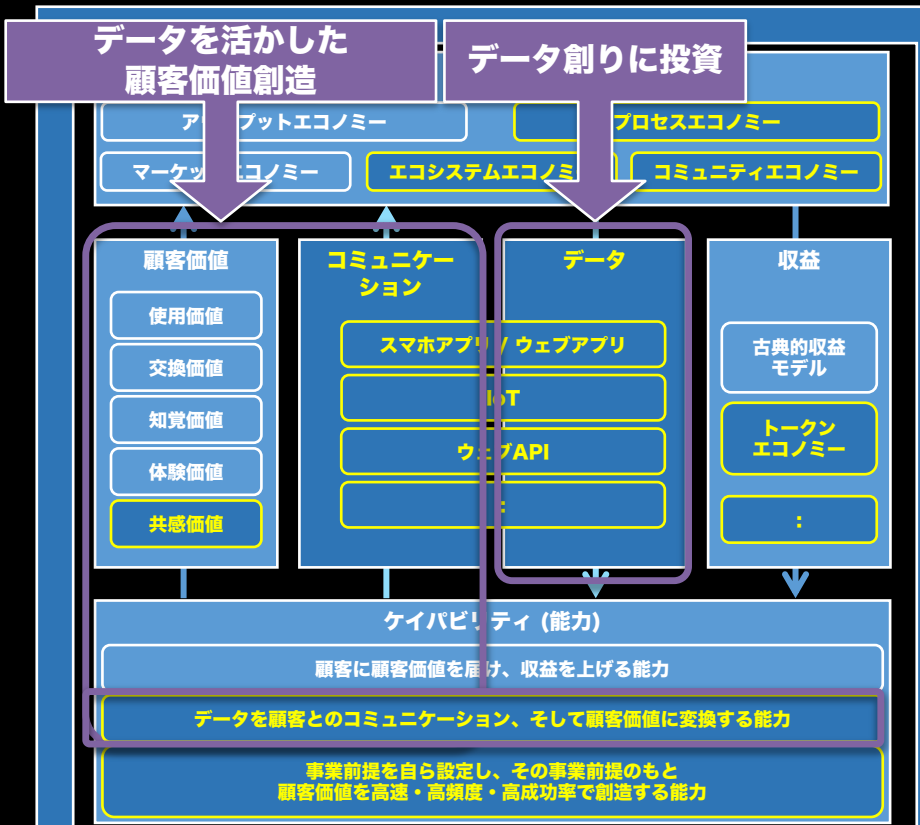 データを活かした
顧客価値創造
データ創りに投資
プットエコノミー
プロセスエコノミー
マーケッ
コノミー
エコシステムエコノミ
コミュニティエコノミー
顧客価値
使用価値
交換価値
知覚価値
体験価値
共感価値
コミュニケー
ション
データ
スマホアプリ / ウェブアプリ
IoT
ウェブAPI
:
収益
古典的収益
モデル
トークン
エコノミー
:
ケイパビリティ (能力)
顧客に顧客価値を届け、収益を上げる能力
データを顧客とのコミュニケーション、そして顧客価値に変換する能力
事業前提を自ら設定し、その事業前提のもと
顧客価値を高速・高頻度・高成功率で創造する能力